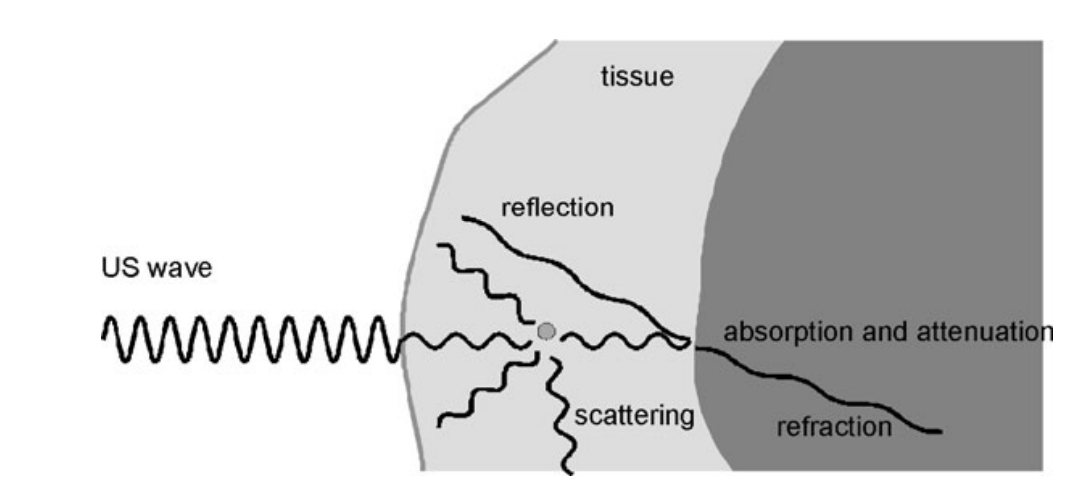 tissue
reflection
US wave
absorption and attenuation
scattering
refraction